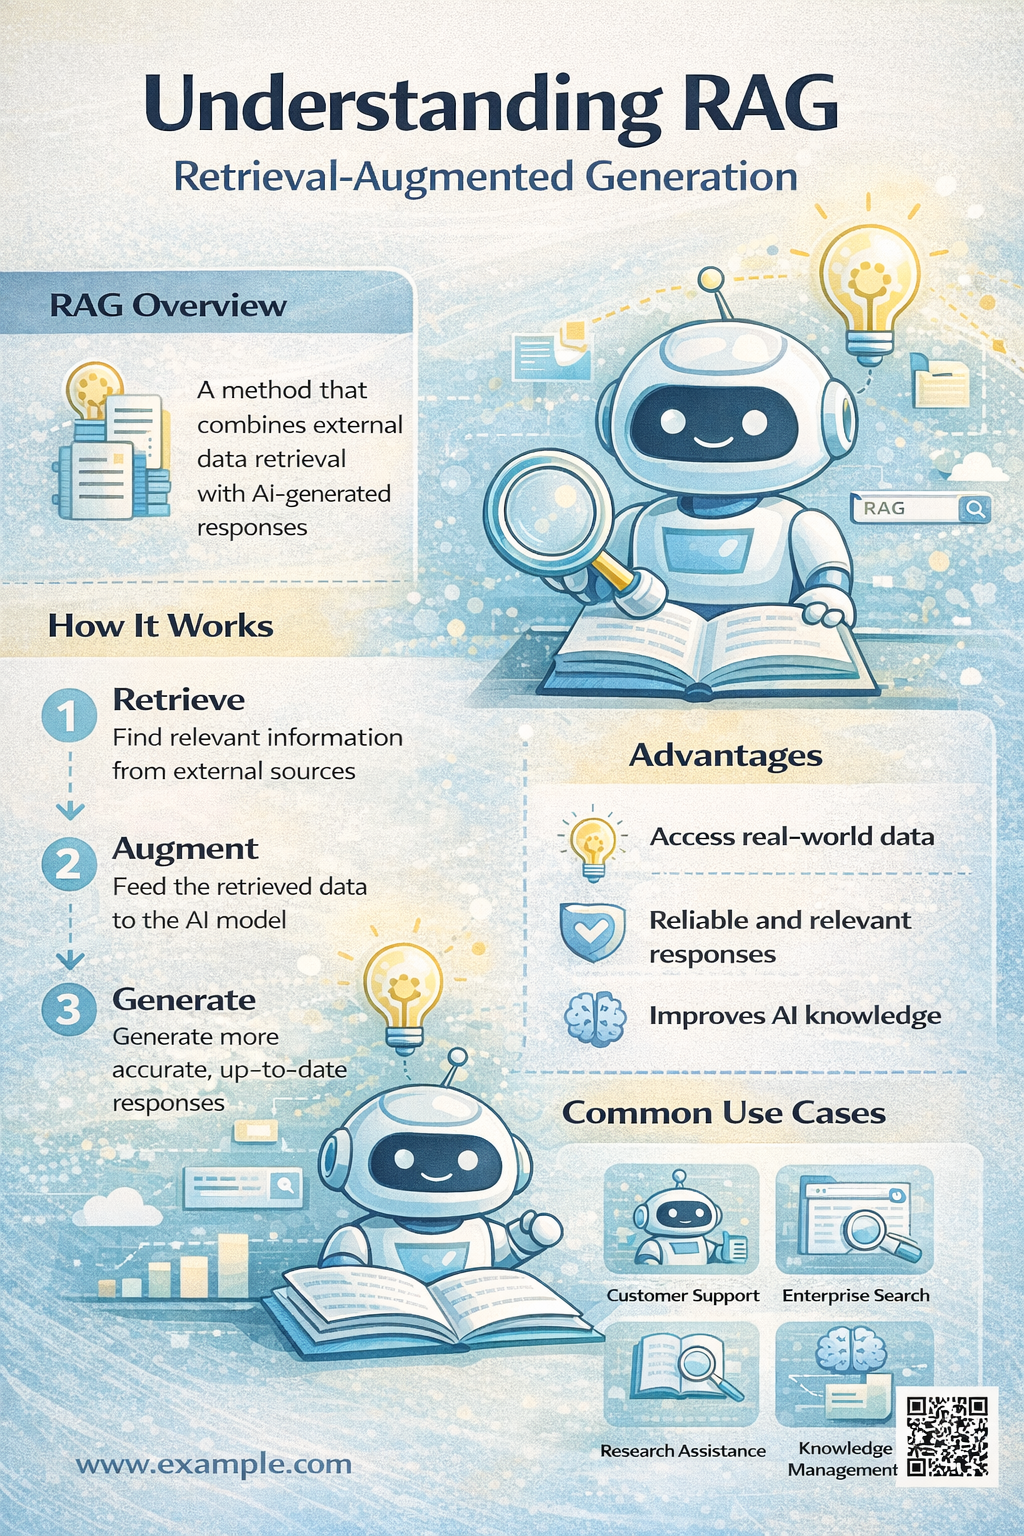 Understanding RAG
Retrieval-Augmented Generation
RAG Overview
A method that
combines external
data retrieval
with Ai-generated
responses
RAG
How It Works
1
Retrieve
Find relevant information
from external sources
2
Augment
Feed the retrieved data
to the AI model
3
Generate
Generate more
accurate, up-to-date
responses
Advantages
Access real-world data
Reliable and relevant
responses
Improves AI knowledge
Common Use Cases
Customer Support
Enterprise Search
Research Assistance
Knowledge
Management
www.example.com